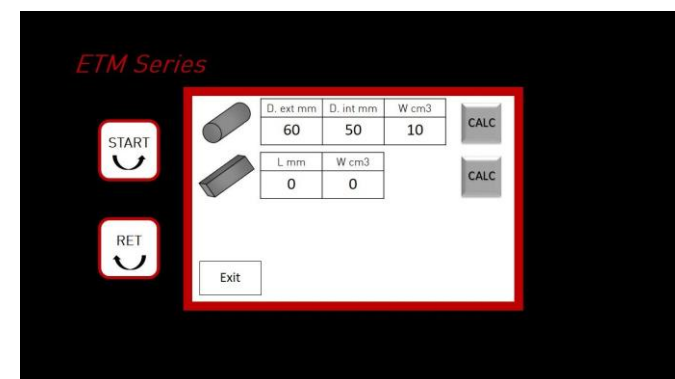 ETM Series
START
RET
D. ext mm D. int mm W cm3
60 50 10
CALC
L mm W cm3
0 0
CALC
Exit